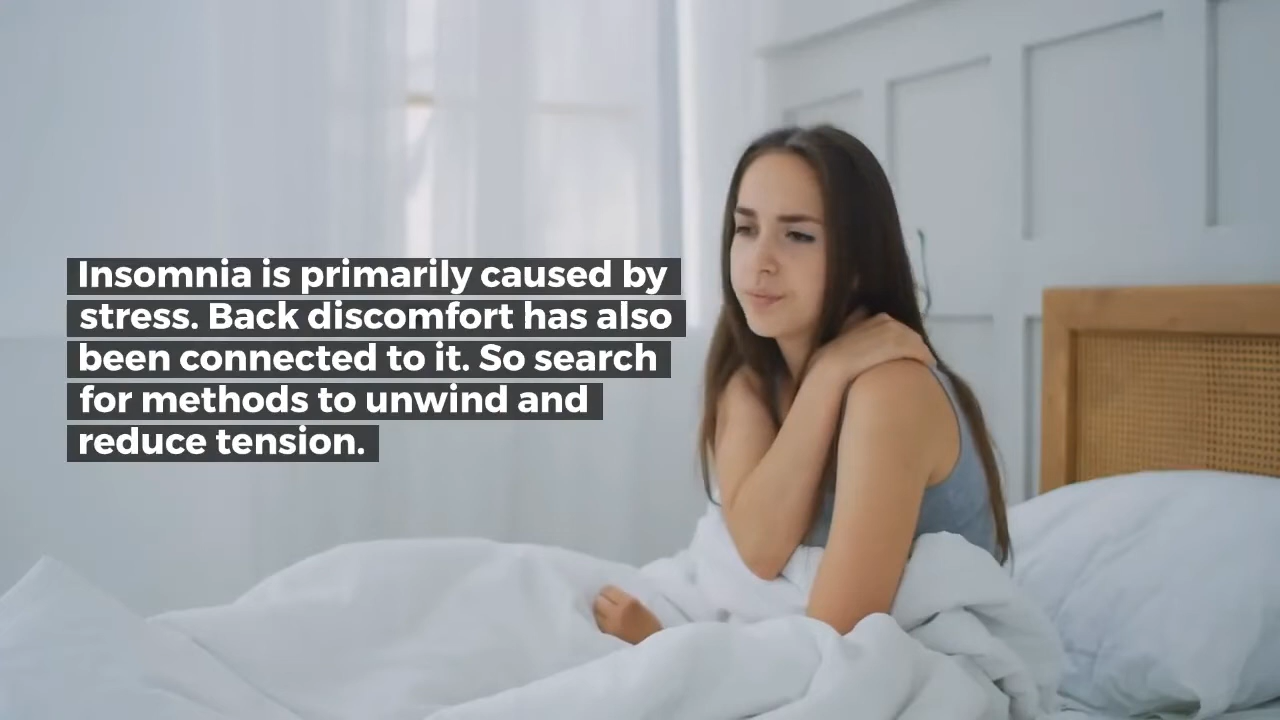 Insomnia is primarily caused by
stress. Back discomfort has also
been connected to it. So search
for methods to unwind and
reduce tension.